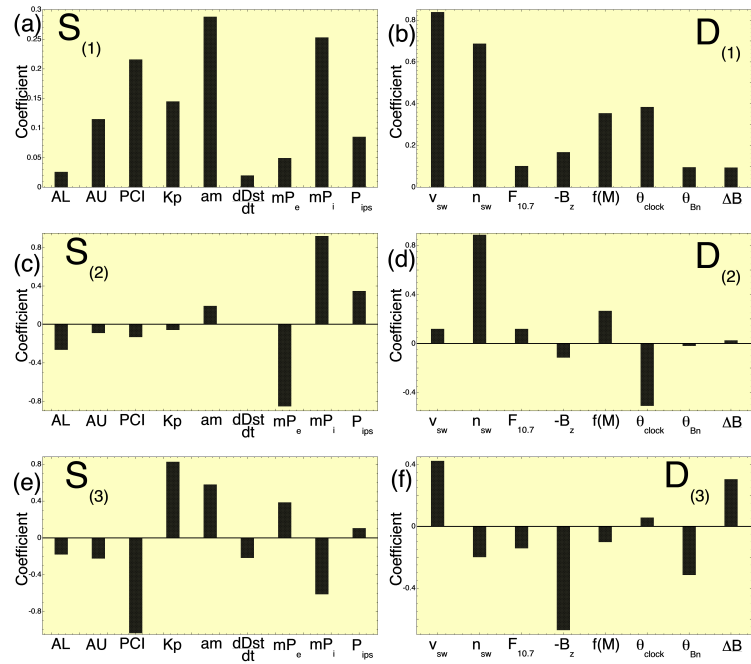 (a) S(1)
Coefficient
0.3
0.25
0.2
0.15
0.1
0.05
0
AL AU PCI Kp am dDst/dt mPe mPi Pips
(b) D(1)
Coefficient
0.8
0.6
0.4
0.2
0
vsw nsw F10.7 -Bz f(M) θclock θBn ΔB
(c) S(2)
Coefficient
0.8
0.4
0
-0.4
-0.8
AL AU PCI Kp am dDst dt mPe mPi Pips
(d) D(2)
Coefficient
0.8
0.4
0
-0.4
vsw nsw F10.7 -Bz f(M) θclock θBn ΔB
(e) S(3)
Coefficient
0.8
0.4
0
-0.4
-0.8
AL AU PCI Kp am dDst dt mPe mPi Pips
(f) D(3)
Coefficient
0.4
0
-0.4
vsw nsw F10.7 -Bz f(M) θclock θBn ΔB